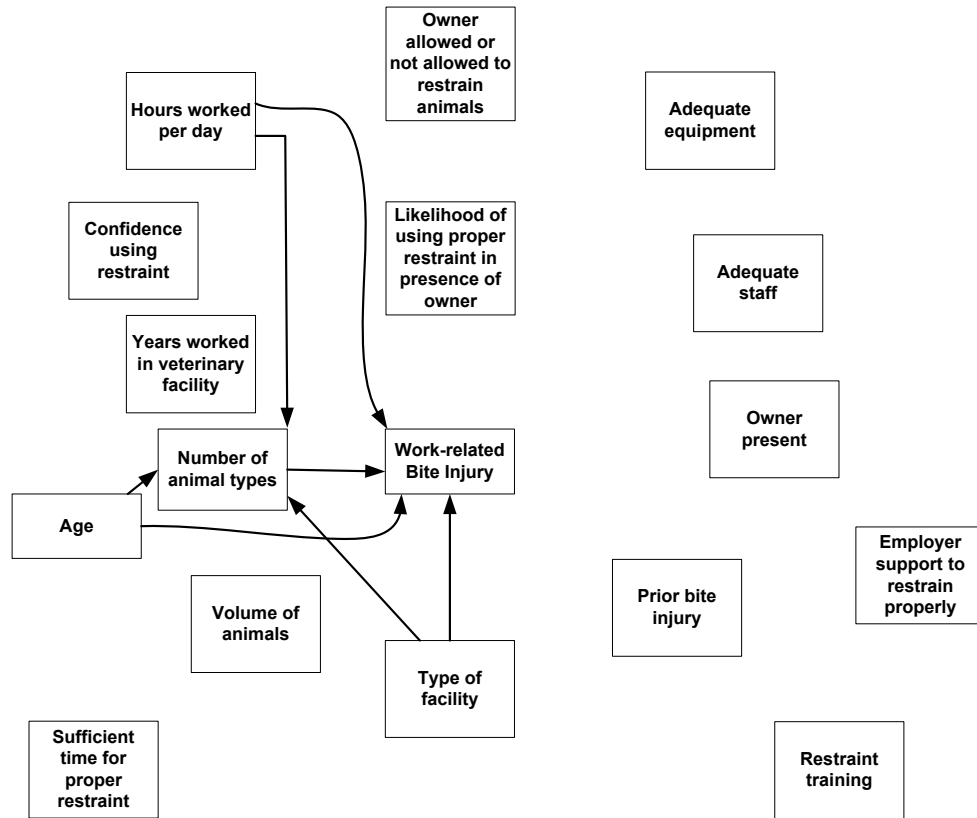 Owner
allowed or
not allowed to
restrain
animals
Hours worked
per day
Adequate
equipment
Confidence
using
restraint
Likelihood of
using proper
restraint in
presence of
owner
Adequate
staff
Years worked
in veterinary
facility
Owner
present
Number of
animal types
Work-related
Bite Injury
Age
Employer
support to
restrain
properly
Volume of
animals
Prior bite
injury
Type of
facility
Sufficient
time for
proper
restraint
Restraint
training